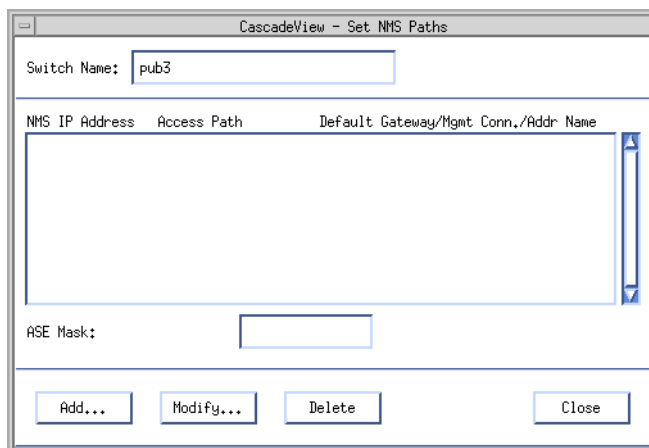 CascadeView - Set NMS Paths
Switch Name: pub3
NMS IP Address Access Path Default Gateway/Mgmt Conn./Addr Name
ASE Mask:
Add... Modify... Delete Close